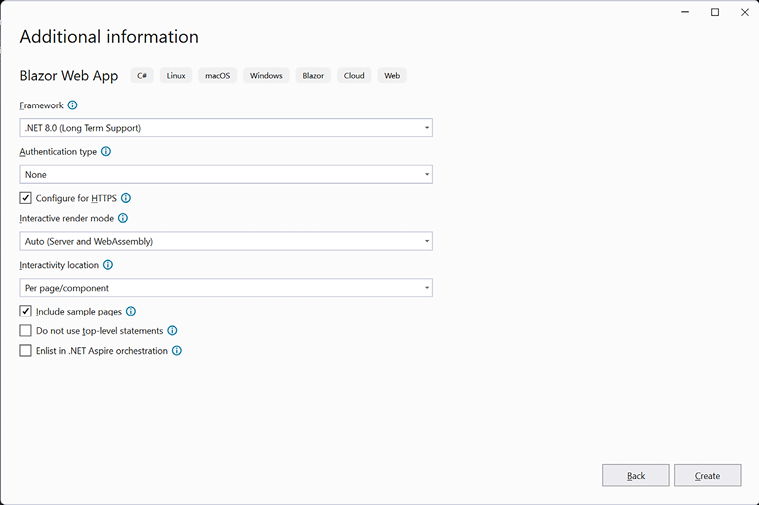 Additional information
Blazor Web App C# Linux macOS Windows Blazor Cloud Web
Framework
.NET 8.0 (Long Term Support)
Authentication type
None
Configure for HTTPS
Interactive render mode
Auto (Server and WebAssembly)
Interactivity location
Per page/component
Include sample pages
Do not use top-level statements
Enlist in .NET Aspire orchestration
Back Create